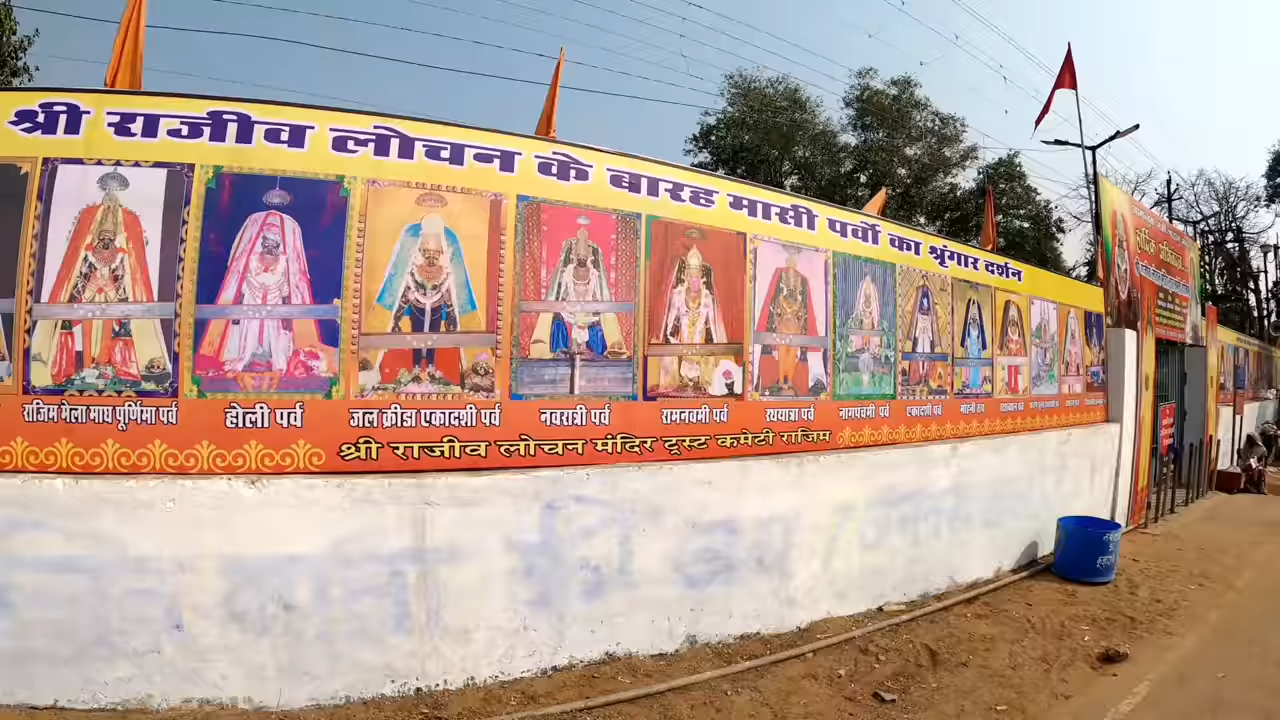 श्री राजीव लोचन के बारह मासी पर्वो का श्रृंगार दर्शन
राजिम मेला माघ पूर्णिमा पर्व
होली पर्व
जल क्रीडा एकादशी पर्व
नवरात्री पर्व
रामनवमी पर्व
रथयात्रा पर्व
नागपंचमी पर्व
एकादशी पर्व
श्री राजीव लोचन मंदिर ट्रस्ट कमेटी राजिम